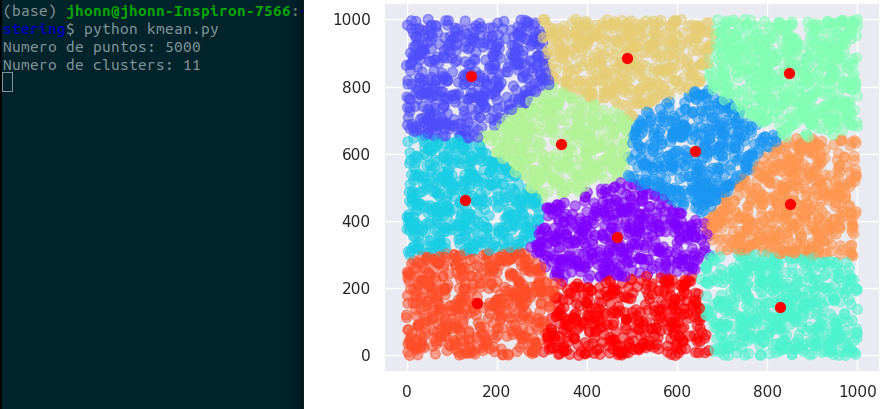 (base) jhonn@jhonn-Inspiron-7566:
stering$ python kmean.py
Numero de puntos: 5000
Numero de clusters: 11
1000
800
600
400
200
0
0 200 400 600 800 1000